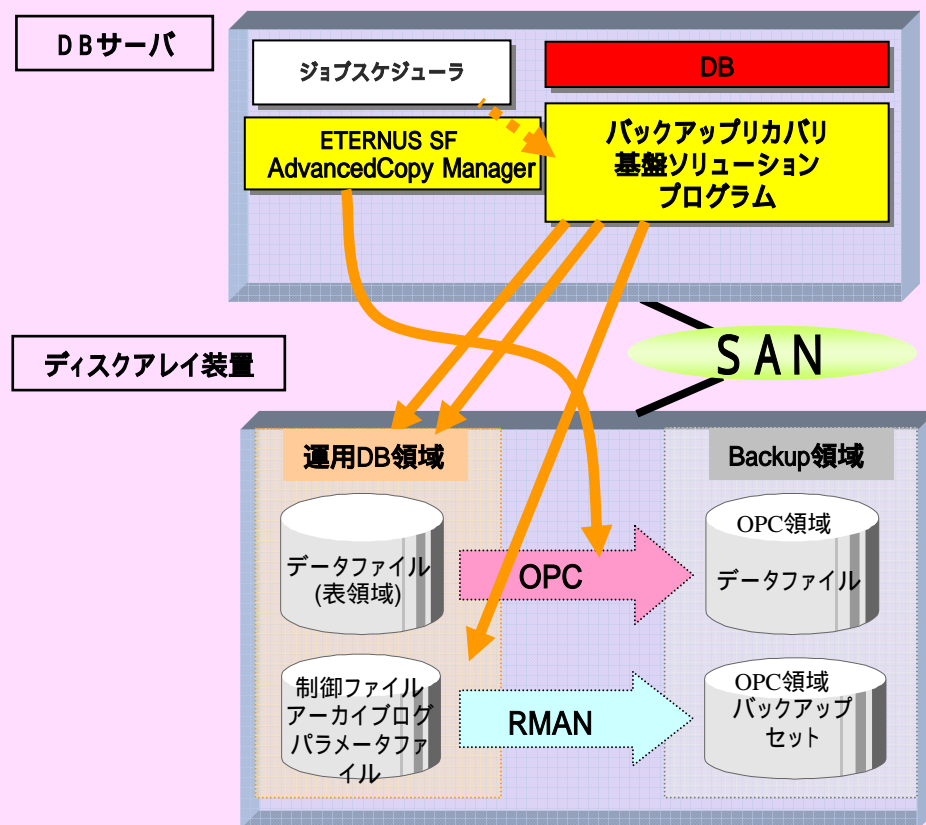 DBサーバ
ジョブスケジューラ
DB
ETERNUS SF
AdvancedCopy Manager
バックアップリカバリ
基盤ソリューション
プログラム
SAN
ディスクアレイ装置
運用DB領域
Backup領域
データファイル
(表領域)
OPC
OPC領域
データファイル
制御ファイル
アーカイブログ
パラメータファ
イル
RMAN
OPC領域
バックアップ
セット